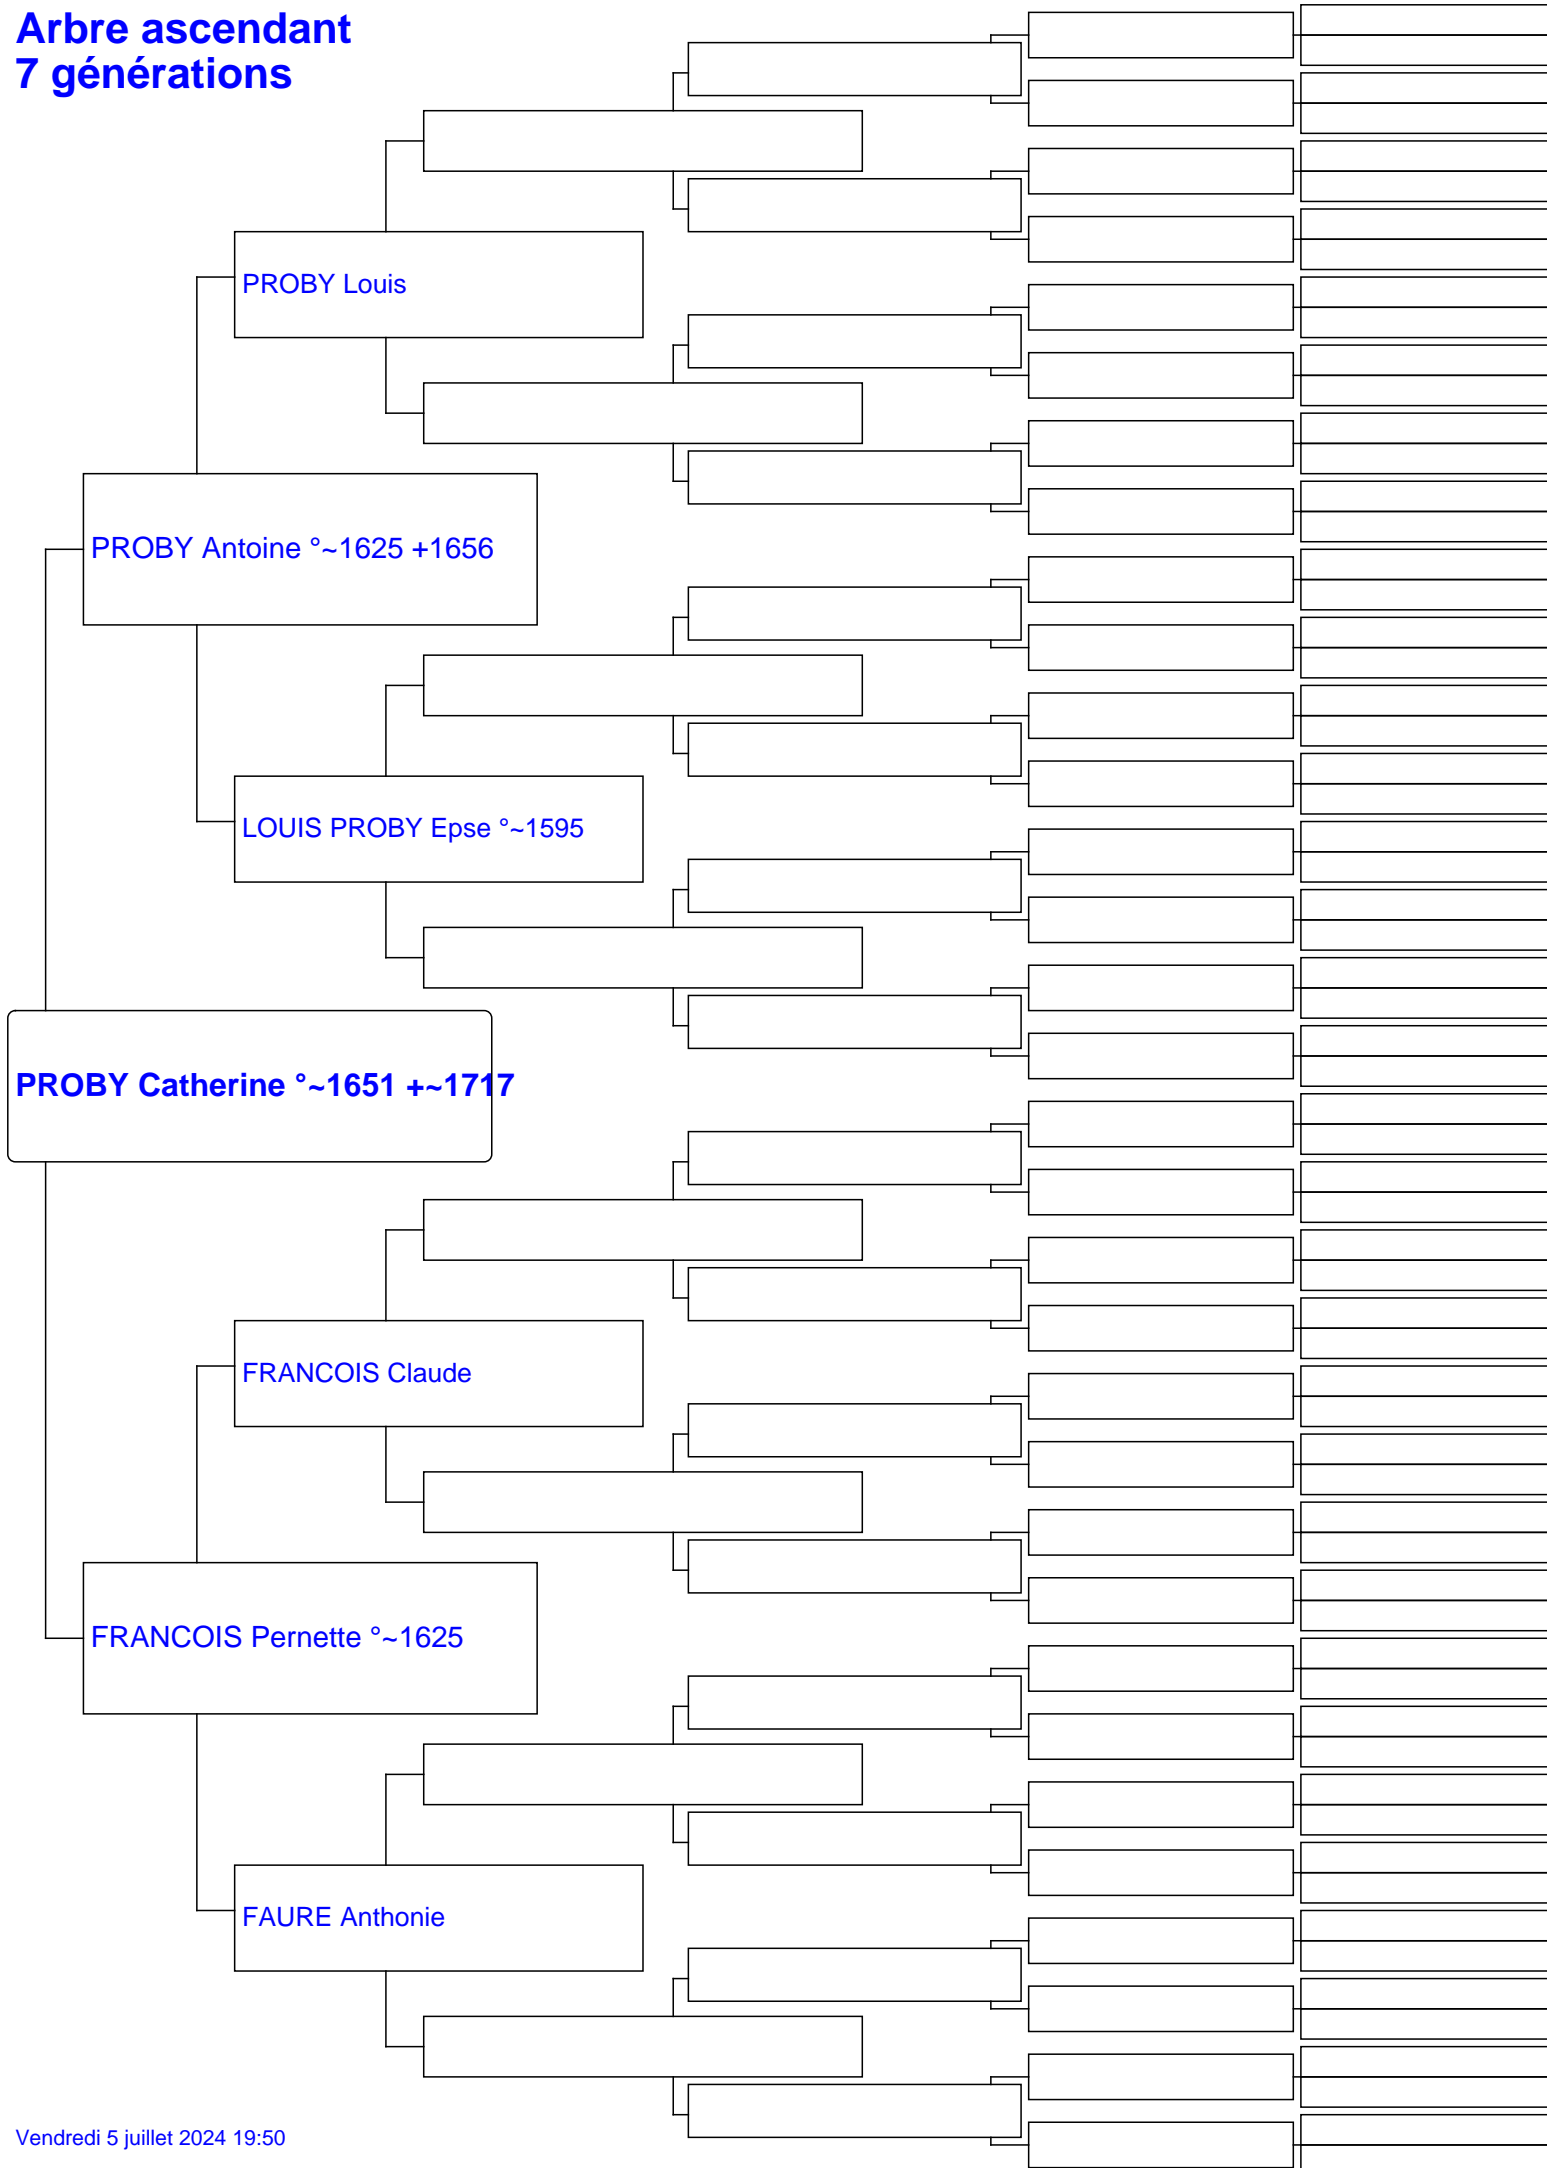 Arbre ascendant
7 générations
PROBY Louis
PROBY Antoine °~1625 +1656
LOUIS PROBY Epse °~1595
PROBY Catherine °~1651 +~1717
FRANCOIS Claude
FRANCOIS Pernette °~1625
FAURE Anthonie
Vendredi 5 juillet 2024 19:50